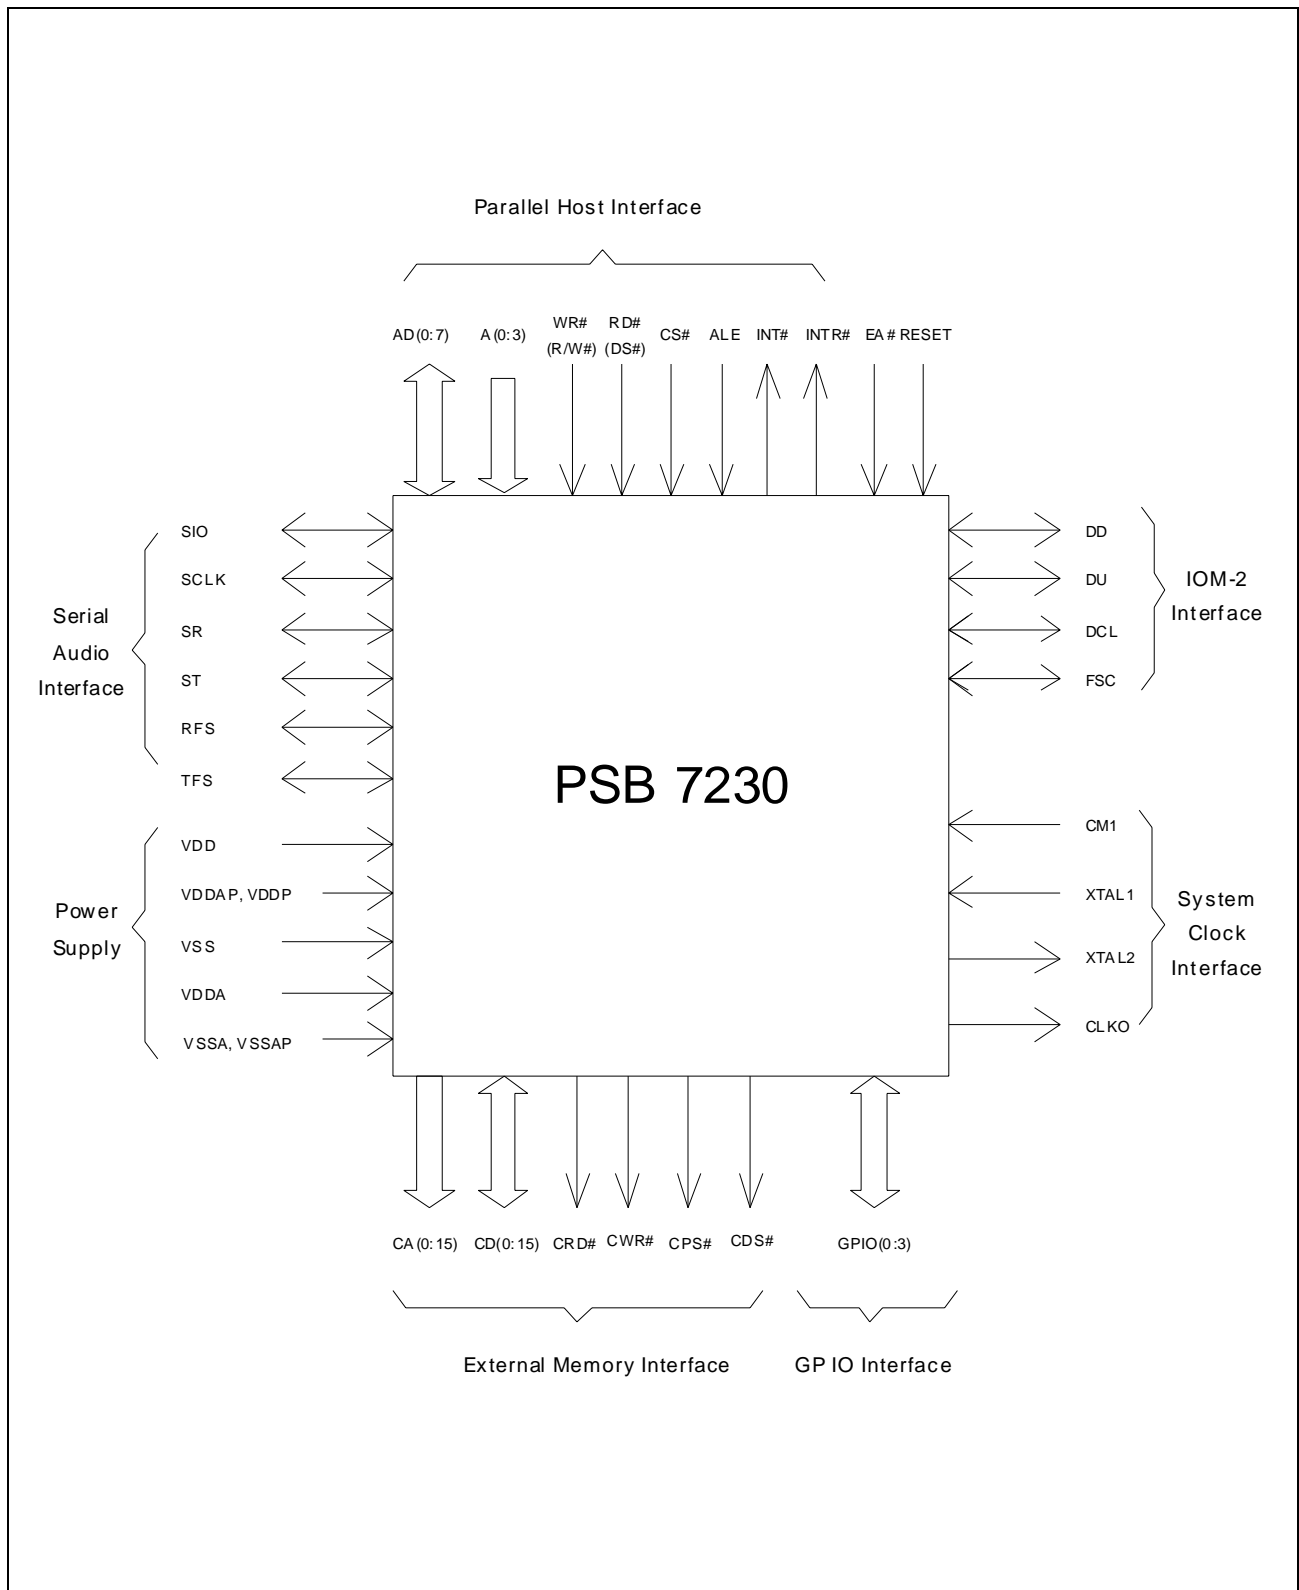 Parallel Host Interface
AD(0:7) A(0:3) WR# RD# CS# ALE INT# INTR# EA# RESET
(R/W#) (DS#)
SIO
SCLK
SR
ST
RFS
TFS
Serial
Audio
Interface
VDD
VDDAP, VDDP
VSS
VDDA
VSSA, VSSAP
Power
Supply
PSB 7230
DD
DU
DCL
FSC
IOM-2
Interface
CM1
XTAL1
XTAL2
CLKO
System
Clock
Interface
CA(0:15) CD(0:15) CRD# CWR# CPS# CDS# GPIO(0:3)
External Memory Interface GPIO Interface